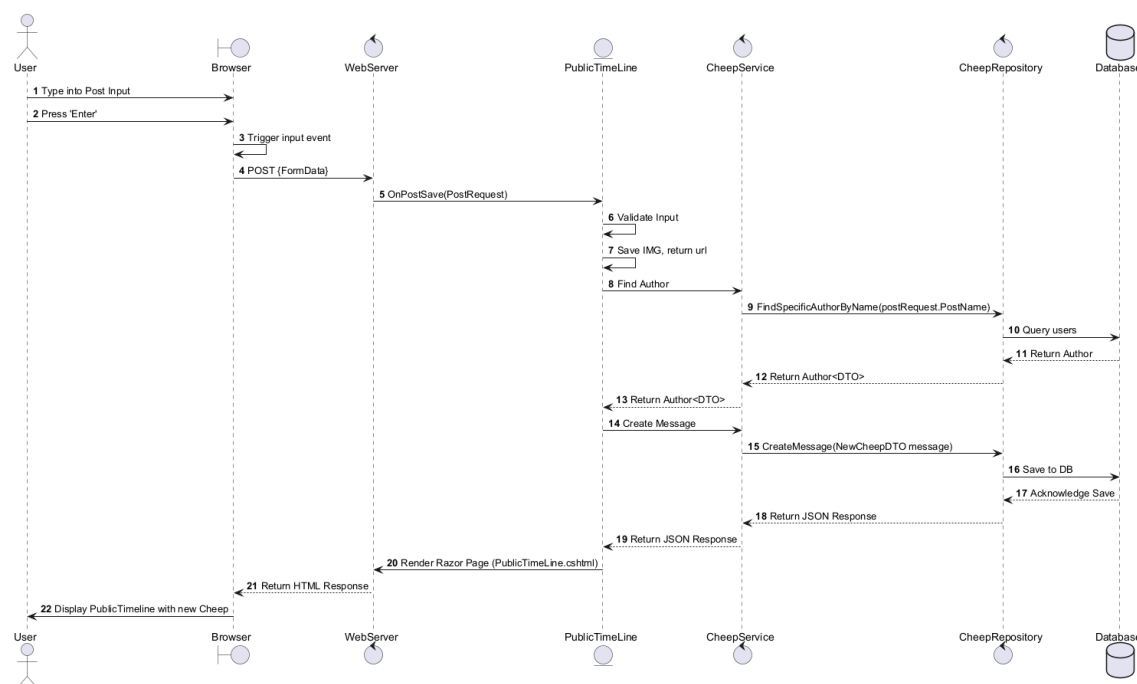 User
Browser
WebServer
PublicTimeLine
CheepService
CheepRepository
Database
1 Type into Post Input
2 Press 'Enter'
3 Trigger input event
4 POST {FormData}
5 OnPostSave(PostRequest)
6 Validate Input
7 Save IMG, return url
8 Find Author
9 FindSpecificAuthorByName(postRequest.PostName)
10 Query users
11 Return Author
12 Return Author<DTO>
13 Return Author<DTO>
14 Create Message
15 CreateMessage(NewCheepDTO message)
16 Save to DB
17 Acknowledge Save
18 Return JSON Response
19 Return JSON Response
20 Render Razor Page (PublicTimeLine.cshtml)
21 Return HTML Response
22 Display PublicTimeline with new Cheep
User
Browser
WebServer
PublicTimeLine
CheepService
CheepRepository
Database